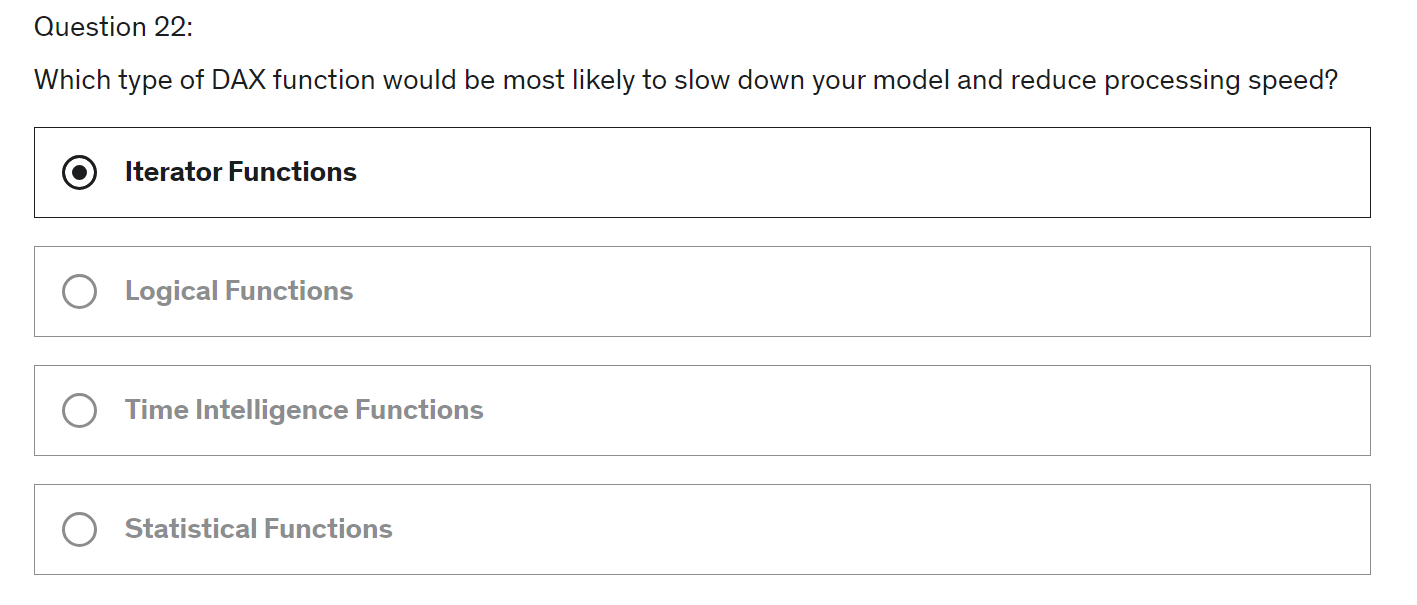 Question 22:
Which type of DAX function would be most likely to slow down your model and reduce processing speed?
Iterator Functions
Logical Functions
Time Intelligence Functions
Statistical Functions